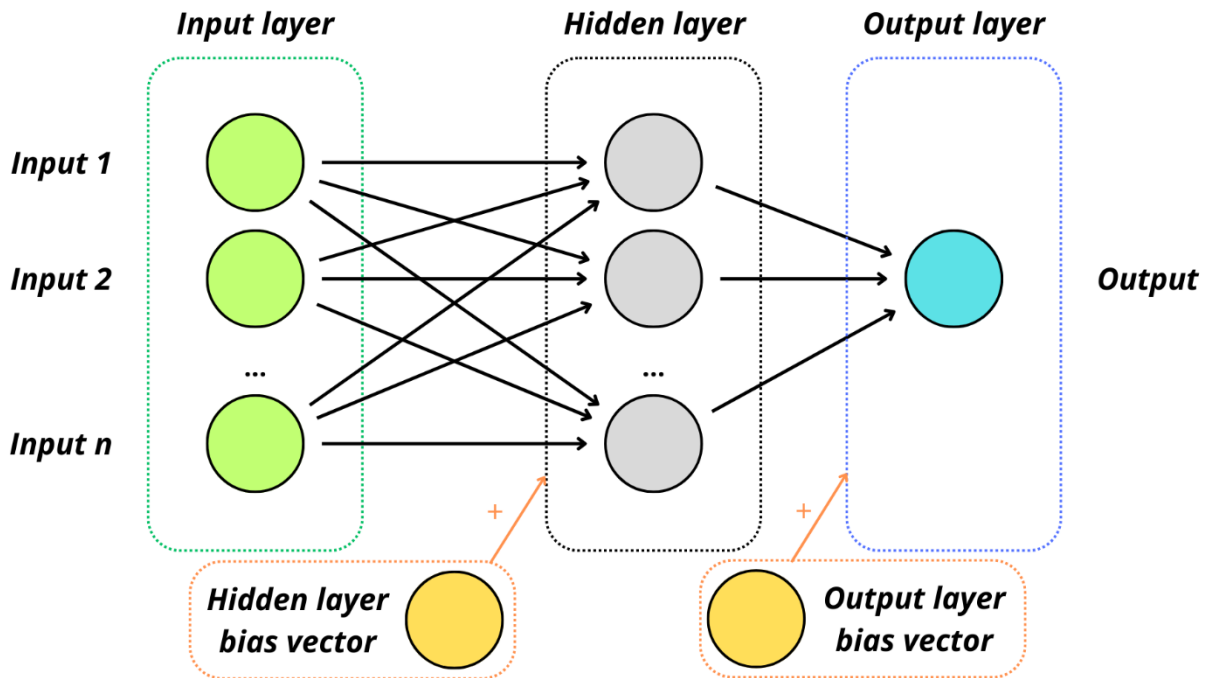 Input layer
Hidden layer
Output layer
Input 1
Input 2
Output
...
...
Input n
+
+
Hidden layer
bias vector
Output layer
bias vector